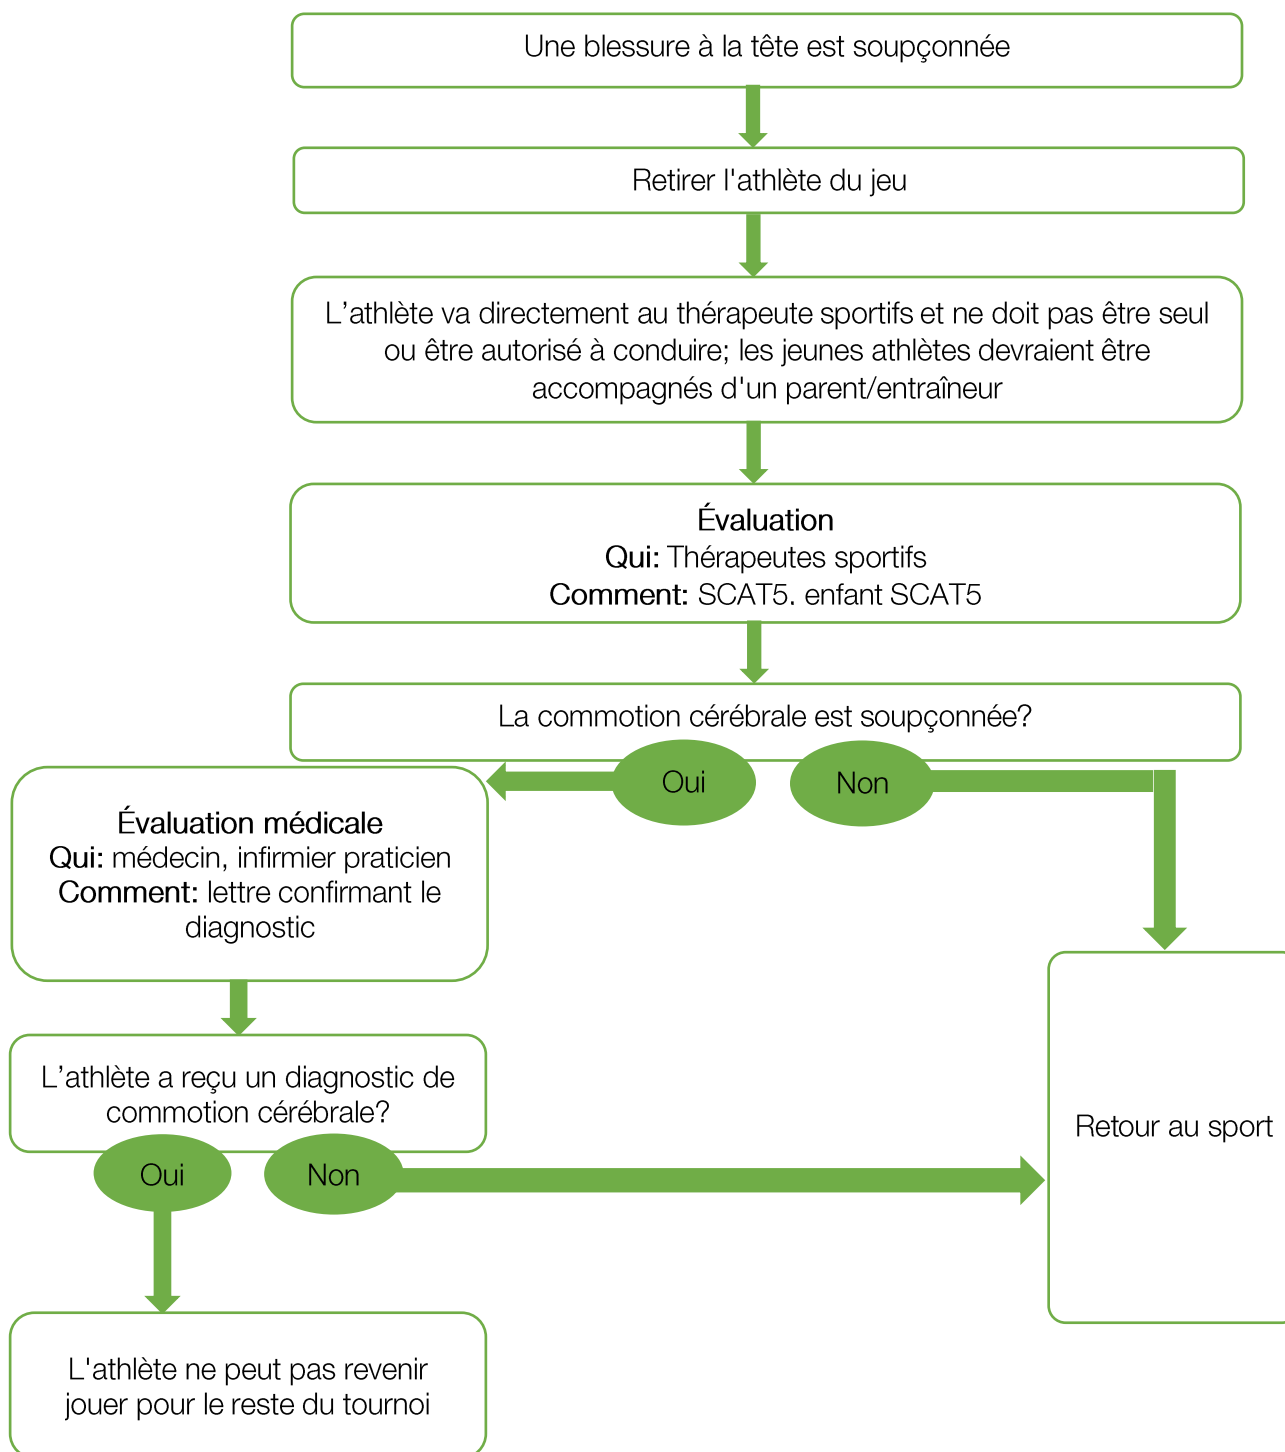 Une blessure à la tête est soupçonnée
Retirer l'athlète du jeu
L'athlète va directement au thérapeute sportifs et ne doit pas être seul
ou être autorisé à conduire; les jeunes athlètes devraient être
accompagnés d'un parent/entraîneur
Évaluation
Qui: Thérapeutes sportifs
Comment: SCAT5. enfant SCAT5
La commotion cérébrale est soupçonnée?
Oui
Non
Évaluation médicale
Qui: médecin, infirmier praticien
Comment: lettre confirmant le
diagnostic
L'athlète a reçu un diagnostic de
commotion cérébrale?
Oui
Non
Retour au sport
L'athlète ne peut pas revenir
jouer pour le reste du tournoi